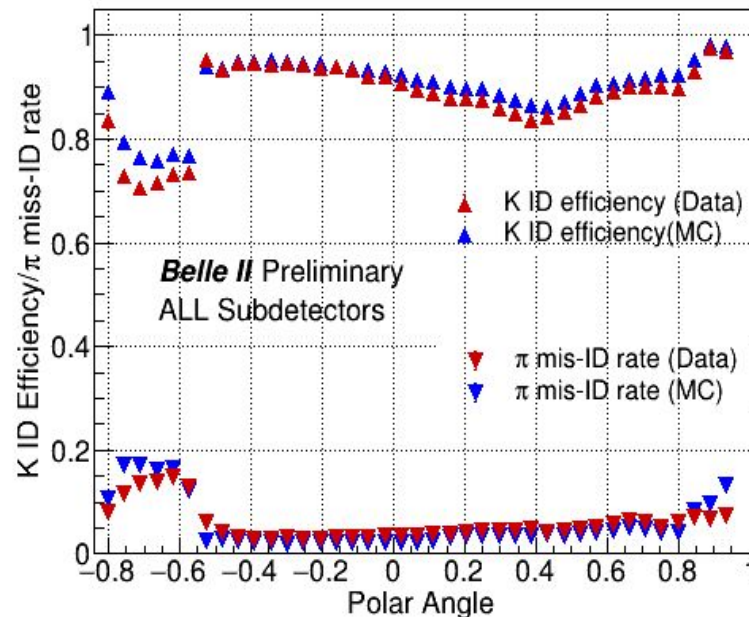 1
0.8
0.6
0.4
0.2
0
K ID Efficiency/π miss-ID rate
K ID efficiency (Data)
K ID efficiency(MC)
Belle II Preliminary
ALL Subdetectors
π mis-ID rate (Data)
π mis-ID rate (MC)
−0.8 −0.6 −0.4 −0.2 0 0.2 0.4 0.6 0.8 1
Polar Angle